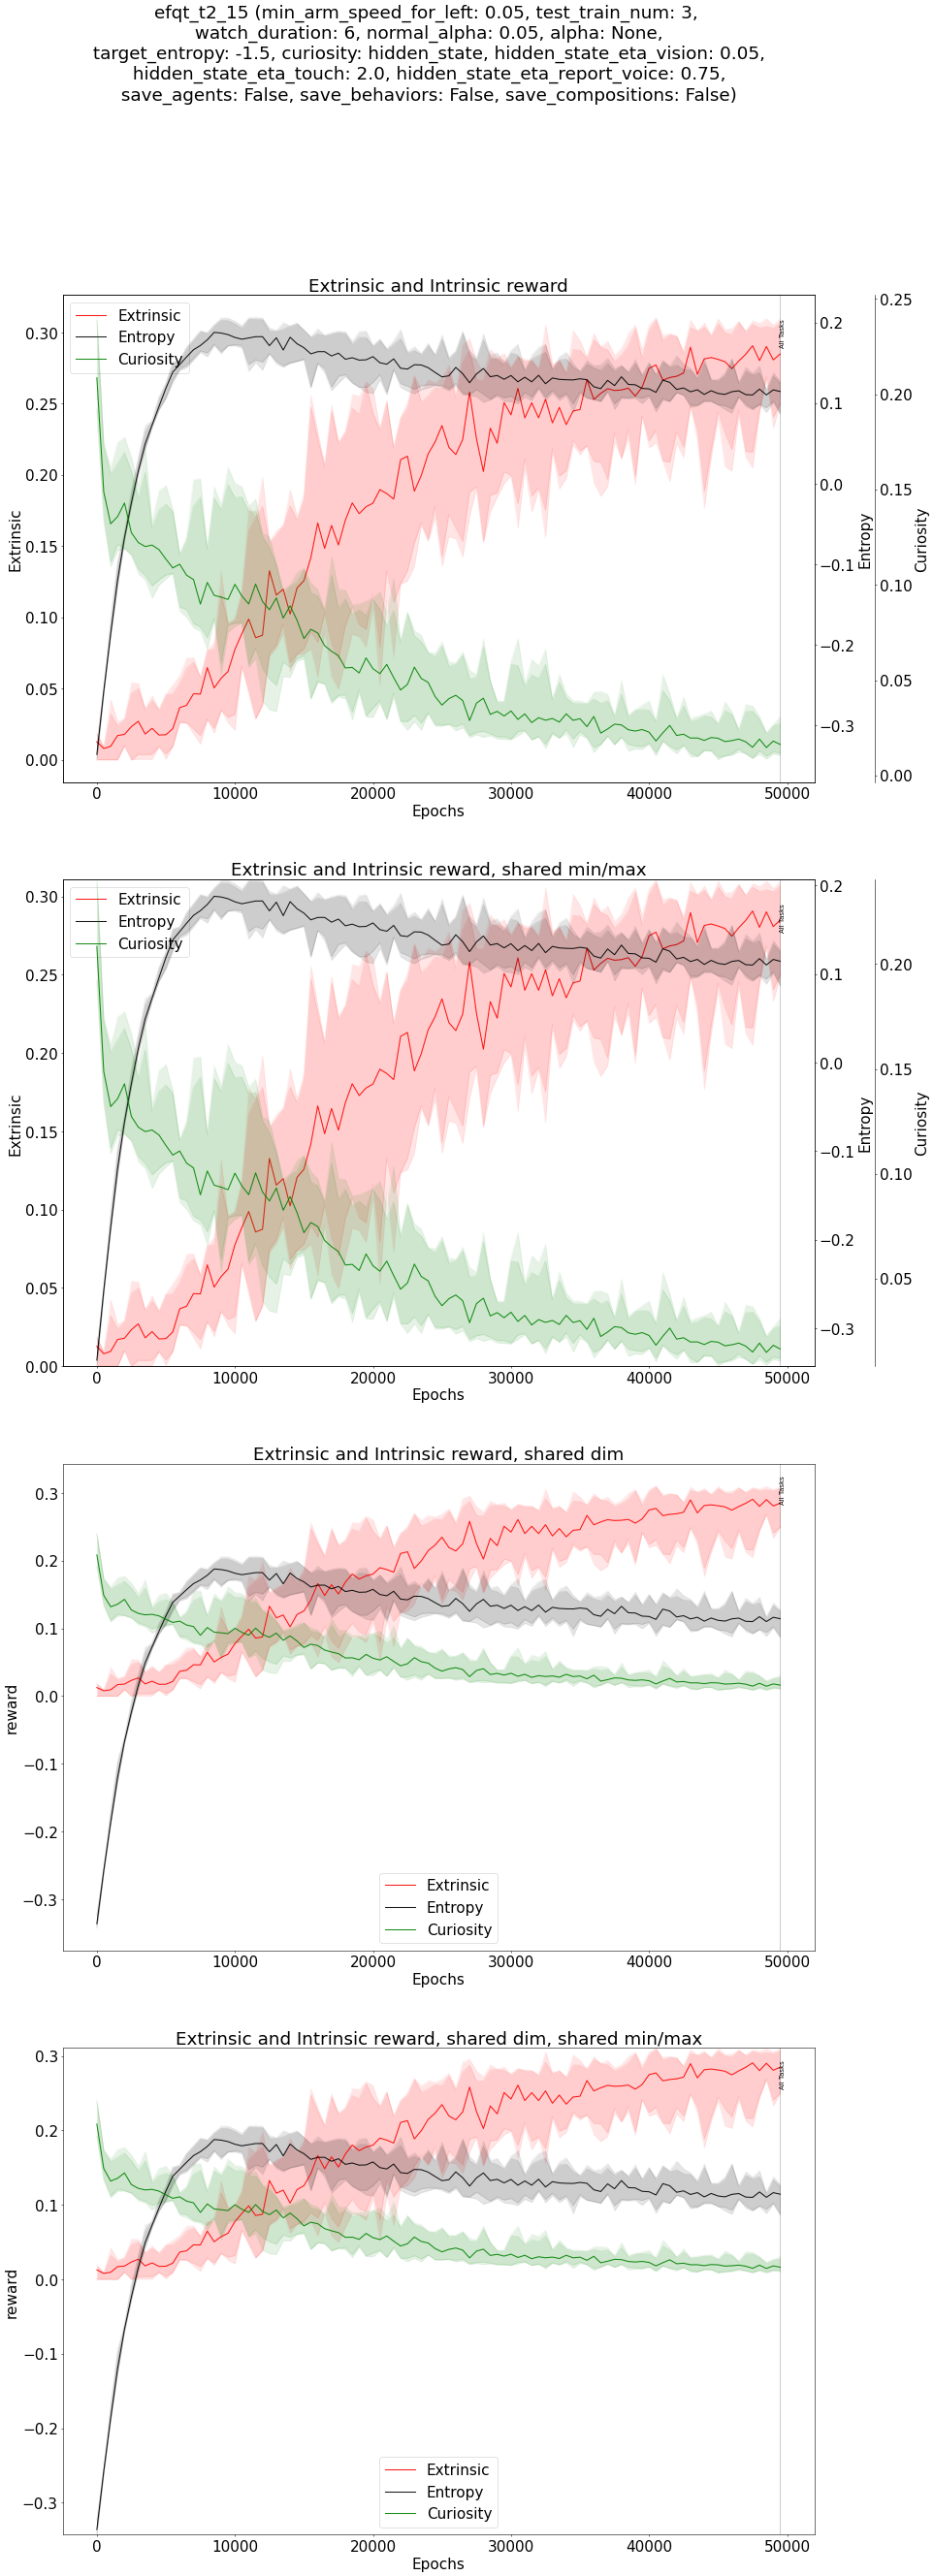 efqt_t2_15 (min_arm_speed_for_left: 0.05, test_train_num: 3,
watch_duration: 6, normal_alpha: 0.05, alpha: None,
target_entropy: -1.5, curiosity: hidden_state, hidden_state_eta_vision: 0.05,
hidden_state_eta_touch: 2.0, hidden_state_eta_report_voice: 0.75,
save_agents: False, save_behaviors: False, save_compositions: False)
Extrinsic and Intrinsic reward
Extrinsic
Entropy
Curiosity
All Tasks
0.30
0.25
0.20
0.15
0.10
0.05
0.00
Extrinsic
0.2
0.1
0.0
−0.1
−0.2
−0.3
Entropy
0.25
0.20
0.15
0.10
0.05
0.00
Curiosity
0 10000 20000 30000 40000 50000
Epochs
Extrinsic and Intrinsic reward, shared min/max
Extrinsic
Entropy
Curiosity
All Tasks
0.30
0.25
0.20
0.15
0.10
0.05
0.00
Extrinsic
0.2
0.1
0.0
−0.1
−0.2
−0.3
Entropy
0.20
0.15
0.10
0.05
Curiosity
0 10000 20000 30000 40000 50000
Epochs
Extrinsic and Intrinsic reward, shared dim
All Tasks
0.3
0.2
0.1
0.0
−0.1
−0.2
−0.3
reward
Extrinsic
Entropy
Curiosity
0 10000 20000 30000 40000 50000
Epochs
Extrinsic and Intrinsic reward, shared dim, shared min/max
All Tasks
0.3
0.2
0.1
0.0
−0.1
−0.2
−0.3
reward
Extrinsic
Entropy
Curiosity
0 10000 20000 30000 40000 50000
Epochs